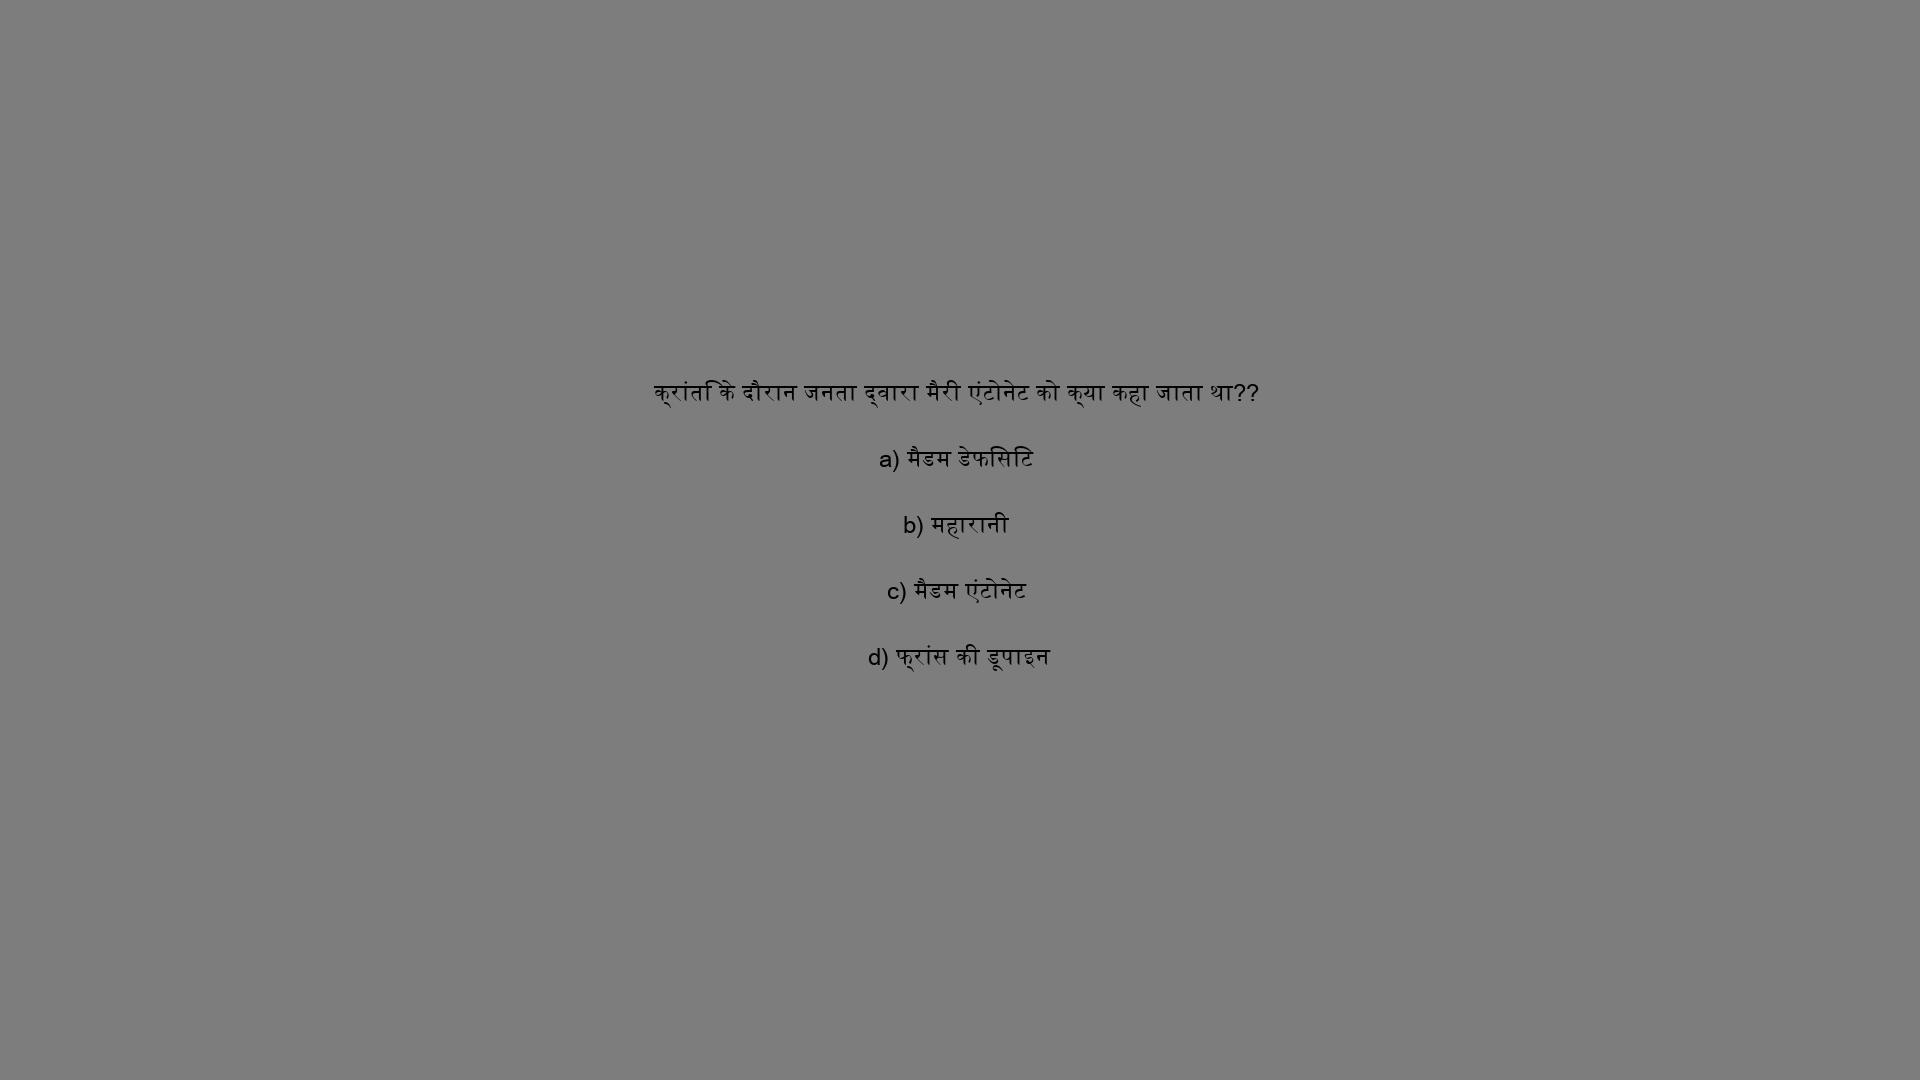 क्रांति के दौरान जनता द्वारा मैरी एंटोनेट को क्या कहा जाता था??
a) मैडम डेफिसिट
b) महारानी
c) मैडम एंटोनेट
d) फ्रांस की डूपाइन